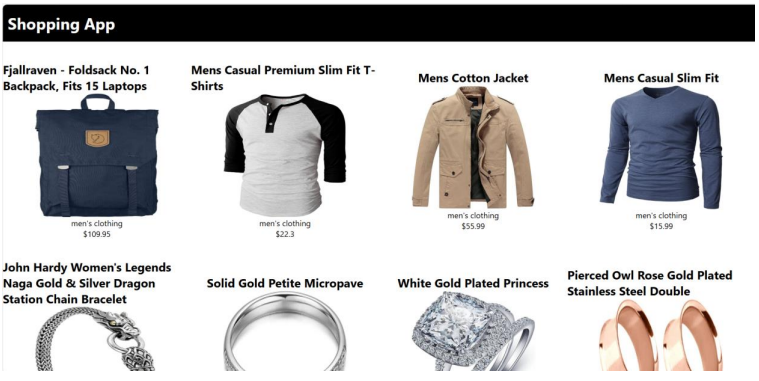 Shopping App
Fjallraven - Foldsack No. 1
Backpack, Fits 15 Laptops
men's clothing
$109.95
Mens Casual Premium Slim Fit T-
Shirts
men's clothing
$22.3
Mens Cotton Jacket
men's clothing
$55.99
Mens Casual Slim Fit
men's clothing
$15.99
John Hardy Women's Legends
Naga Gold & Silver Dragon
Station Chain Bracelet
Solid Gold Petite Micropave
White Gold Plated Princess
Pierced Owl Rose Gold Plated
Stainless Steel Double